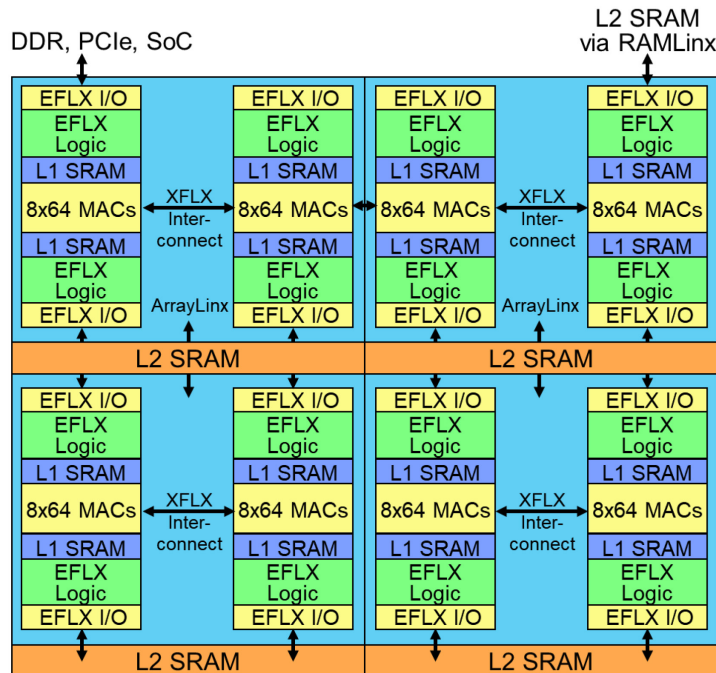 DDR, PCIe, SoC
L2 SRAM
via RAMLinx
EFLX I/O
EFLX
Logic
L1 SRAM
8x64 MACs
L1 SRAM
EFLX
Logic
EFLX I/O
XFLX
Inter-
connect
ArrayLinx
EFLX I/O
EFLX
Logic
L1 SRAM
8x64 MACs
L1 SRAM
EFLX
Logic
EFLX I/O
EFLX I/O
EFLX
Logic
L1 SRAM
8x64 MACs
L1 SRAM
EFLX
Logic
EFLX I/O
XFLX
Inter-
connect
ArrayLinx
EFLX I/O
EFLX
Logic
L1 SRAM
8x64 MACs
L1 SRAM
EFLX
Logic
EFLX I/O
L2 SRAM
L2 SRAM
EFLX I/O
EFLX
Logic
L1 SRAM
8x64 MACs
L1 SRAM
EFLX
Logic
EFLX I/O
XFLX
Inter-
connect
EFLX I/O
EFLX
Logic
L1 SRAM
8x64 MACs
L1 SRAM
EFLX
Logic
EFLX I/O
EFLX I/O
EFLX
Logic
L1 SRAM
8x64 MACs
L1 SRAM
EFLX
Logic
EFLX I/O
XFLX
Inter-
connect
EFLX I/O
EFLX
Logic
L1 SRAM
8x64 MACs
L1 SRAM
EFLX
Logic
EFLX I/O
L2 SRAM
L2 SRAM